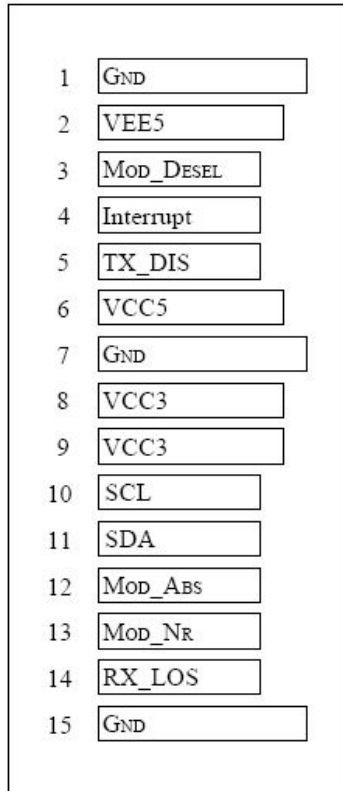 1 GND
2 VEE5
3 MOD_DESEL
4 Interrupt
5 TX_DIS
6 VCC5
7 GND
8 VCC3
9 VCC3
10 SCL
11 SDA
12 MOD_ABS
13 MOD_NR
14 RX_LOS
15 GND